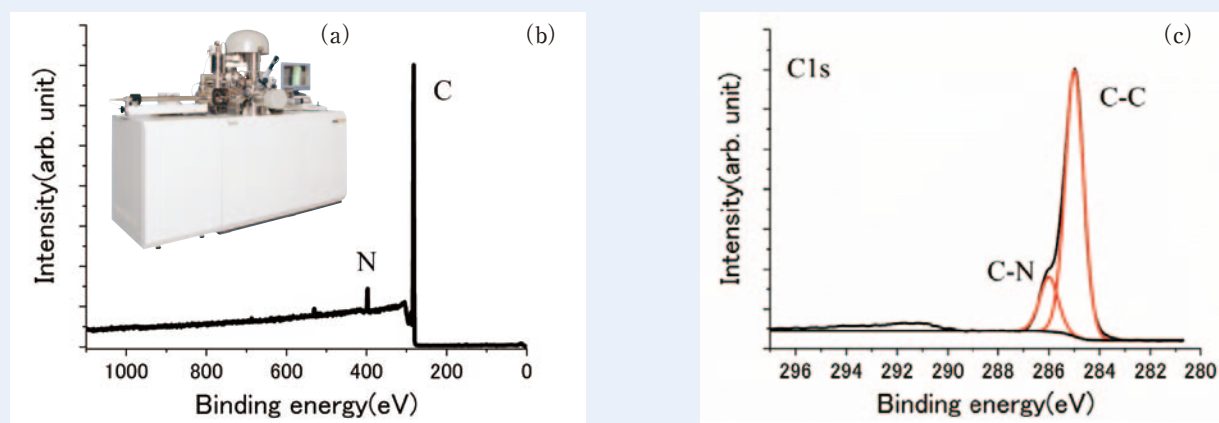 (a)
(b)
C
N
Intensity(arb. unit)
1000 800 600 400 200 0
Binding energy(eV)
(c)
C1s
C-C
C-N
Intensity(arb. unit)
296 294 292 290 288 286 284 282 280
Binding energy(eV)